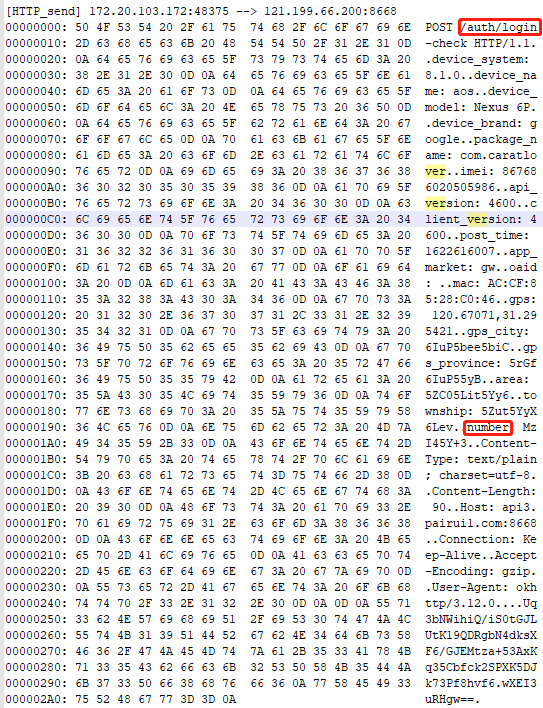 [HTTP_send] 172.20.103.172:48375 --> 121.199.66.200:8668
00000000: 50 4F 53 54 20 2F 61 75 74 68 2F 6C 6F 67 69 6E POST /auth/login
00000010: 2D 63 68 65 63 6B 20 48 54 54 50 2F 31 2E 31 0D -check HTTP/1.1.
00000020: 0A 64 65 76 69 63 65 5F 73 79 73 74 65 6D 3A 20 .device_system:
00000030: 38 2E 31 2E 30 0D 0A 64 65 76 69 63 65 5F 6E 61 8.1.0..device_na
00000040: 6D 65 3A 20 61 6F 73 0D 0A 64 65 76 69 63 65 5F me: aos..device_
00000050: 6D 6F 64 65 6C 3A 20 4E 65 78 75 73 20 36 50 0D model: Nexus 6P.
00000060: 0A 64 65 76 69 63 65 5F 62 72 61 6E 64 3A 20 67 .device_brand: g
00000070: 6F 6F 67 6C 65 0D 0A 70 61 63 6B 61 67 65 5F 6E oogle..package_n
00000080: 61 6D 65 3A 20 63 6F 6D 2E 63 61 72 61 74 6C 6F ame: com.caratlo
00000090: 76 65 72 0D 0A 69 6D 65 69 3A 20 38 36 37 36 38 ver..imei: 86768
000000A0: 36 30 32 30 35 30 35 39 38 36 0D 0A 61 70 69 5F 6020505986..api_
000000B0: 76 65 72 73 69 6F 6E 3A 20 34 36 30 30 0D 0A 63 version: 4600..c
000000C0: 6C 69 65 6E 74 5F 76 65 72 73 69 6F 6E 3A 20 34 lient_version: 4
000000D0: 36 30 30 0D 0A 70 6F 73 74 5F 74 69 6D 65 3A 20 600..post_time:
000000E0: 31 36 32 32 36 31 36 30 30 37 0D 0A 61 70 70 5F 1622616007..app_
000000F0: 6D 61 72 6B 65 74 3A 20 67 77 0D 0A 6F 61 69 64 market: gw..oaid
00000100: 3A 20 0D 0A 6D 61 63 3A 20 41 43 3A 43 46 3A 38 : ..mac: AC:CF:8
00000110: 35 3A 32 38 3A 43 30 3A 34 36 0D 0A 67 70 73 3A 5:28:C0:46..gps:
00000120: 20 31 32 30 2E 36 37 30 37 31 2C 33 31 2E 32 39 120.67071,31.29
00000130: 35 34 32 31 0D 0A 67 70 73 5F 63 69 74 79 3A 20 5421..gps_city:
00000140: 36 49 75 50 35 62 65 65 35 62 69 43 0D 0A 67 70 6IuP5bee5biC..gp
00000150: 73 5F 70 72 6F 76 69 6E 63 65 3A 20 35 72 47 66 s_province: 5rGf
00000160: 36 49 75 50 35 35 79 42 0D 0A 61 72 65 61 3A 20 6IuP55yB..area:
00000170: 35 5A 43 30 35 4C 69 74 35 59 79 36 0D 0A 74 6F 5ZC05Lit5Yy6..to
00000180: 77 6E 73 68 69 70 3A 20 35 5A 75 74 35 59 79 58 wnship: 5Zut5YyX
00000190: 36 4C 65 76 0D 0A 6E 75 6D 62 65 72 3A 20 4D 7A 6Lev..number: Mz
000001A0: 49 34 35 59 2B 33 0D 0A 43 6F 6E 74 65 6E 74 2D I45Y+3..Content-
000001B0: 54 79 70 65 3A 20 74 65 78 74 2F 70 6C 61 69 6E Type: text/plain
000001C0: 3B 20 63 68 61 72 73 65 74 3D 75 74 66 2D 38 0D ; charset=utf-8.
000001D0: 0A 43 6F 6E 74 65 6E 74 2D 4C 65 6E 67 74 68 3A .Content-Length:
000001E0: 20 39 30 0D 0A 48 6F 73 74 3A 20 61 70 69 33 2E 90..Host: api3.
000001F0: 70 61 69 72 75 69 31 2E 63 6F 6D 3A 38 36 36 38 pairui1.com:8668
00000200: 0D 0A 43 6F 6E 6E 65 63 74 69 6F 6E 3A 20 4B 65 ..Connection: Ke
00000210: 65 70 2D 41 6C 69 76 65 0D 0A 41 63 63 65 70 74 ep-Alive..Accept
00000220: 2D 45 6E 63 6F 64 69 6E 67 3A 20 67 7A 69 70 0D -Encoding: gzip.
00000230: 0A 55 73 65 72 2D 41 67 65 6E 74 3A 20 6F 6B 68 .User-Agent: okh
00000240: 74 74 70 2F 33 2E 31 32 2E 30 0D 0A 0D 0A 55 71 ttp/3.12.0....Uq
00000250: 33 62 4E 57 69 68 69 51 2F 69 53 30 74 47 4A 4C 3bNWihiQ/iS0tGJL
00000260: 55 74 4B 31 39 51 44 52 67 62 4E 34 64 6B 73 58 UtK19QDRgbN4dksX
00000270: 46 36 2F 47 4A 45 4D 74 7A 61 2B 35 33 41 78 4B F6/GJEMtza+53AxK
00000280: 71 33 35 43 62 66 63 6B 32 53 50 58 4B 35 44 4A q35Cbfck2SPXK5DJ
00000290: 6B 37 33 50 66 38 68 76 66 36 0A 77 58 45 49 33 k73Pf8hvf6.wXEI3
000002A0: 75 52 48 67 77 3D 3D 0A uRHgw==.